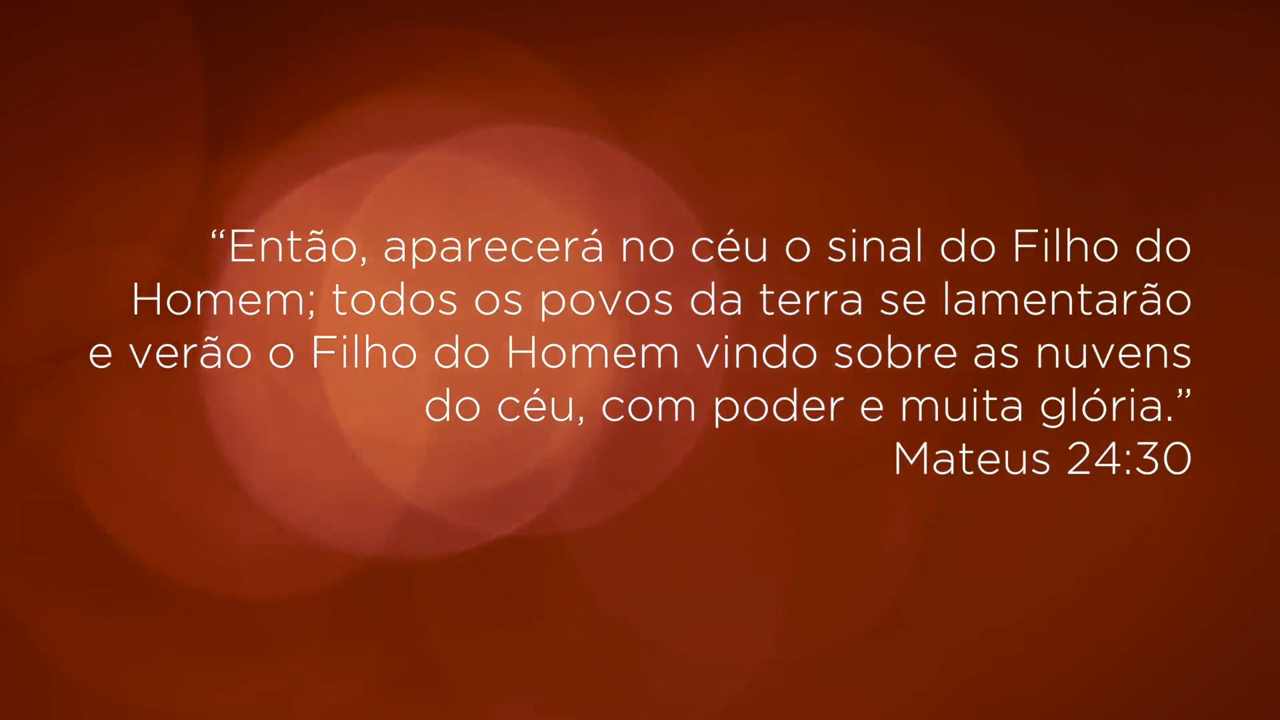 “Então, aparecerá no céu o sinal do Filho do
Homem; todos os povos da terra se lamentarão
e verão o Filho do Homem vindo sobre as nuvens
do céu, com poder e muita glória.”
Mateus 24:30